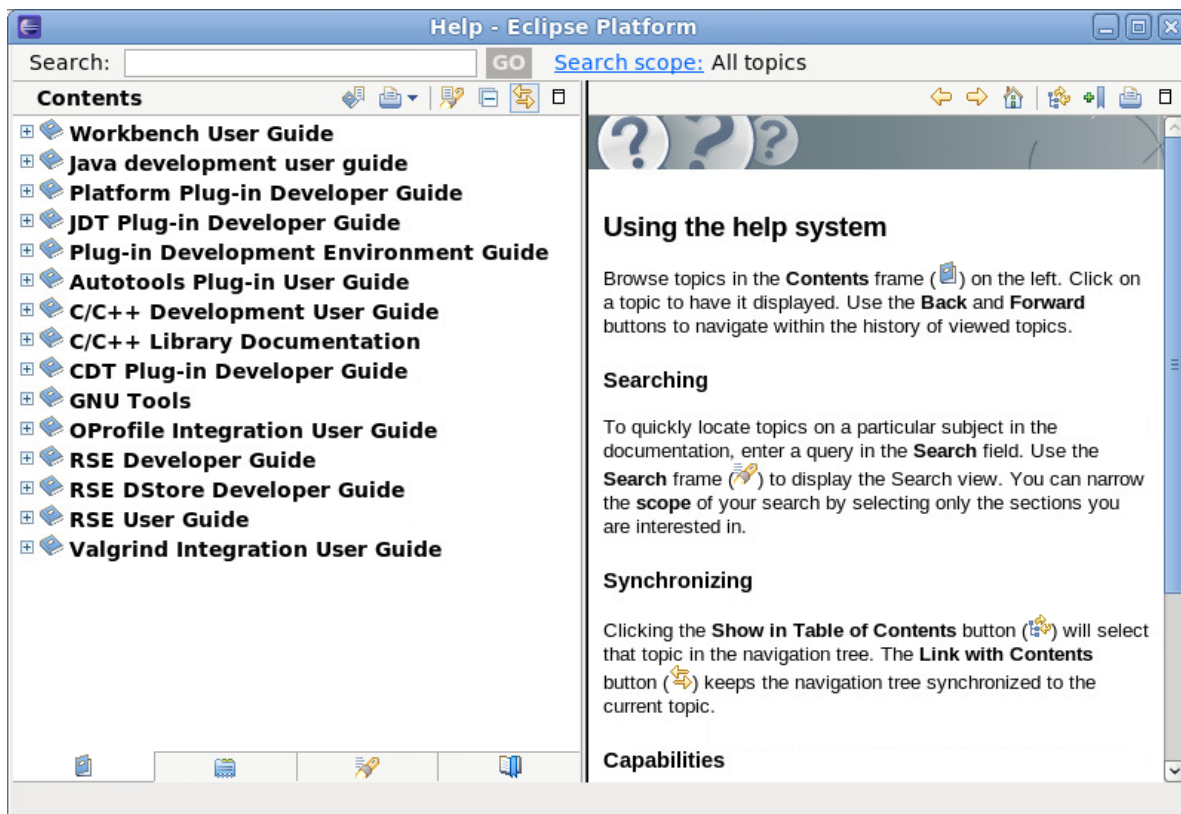 Help - Eclipse Platform
Search: GO Search scope: All topics
Contents
Workbench User Guide
Java development user guide
Platform Plug-in Developer Guide
JDT Plug-in Developer Guide
Plug-in Development Environment Guide
Autotools Plug-in User Guide
C/C++ Development User Guide
C/C++ Library Documentation
CDT Plug-in Developer Guide
GNU Tools
OProfile Integration User Guide
RSE Developer Guide
RSE DStore Developer Guide
RSE User Guide
Valgrind Integration User Guide
???
Using the help system
Browse topics in the Contents frame ( ) on the left. Click on
a topic to have it displayed. Use the Back and Forward
buttons to navigate within the history of viewed topics.
Searching
To quickly locate topics on a particular subject in the
documentation, enter a query in the Search field. Use the
Search frame ( ) to display the Search view. You can narrow
the scope of your search by selecting only the sections you
are interested in.
Synchronizing
Clicking the Show in Table of Contents button ( ) will select
that topic in the navigation tree. The Link with Contents
button ( ) keeps the navigation tree synchronized to the
current topic.
Capabilities